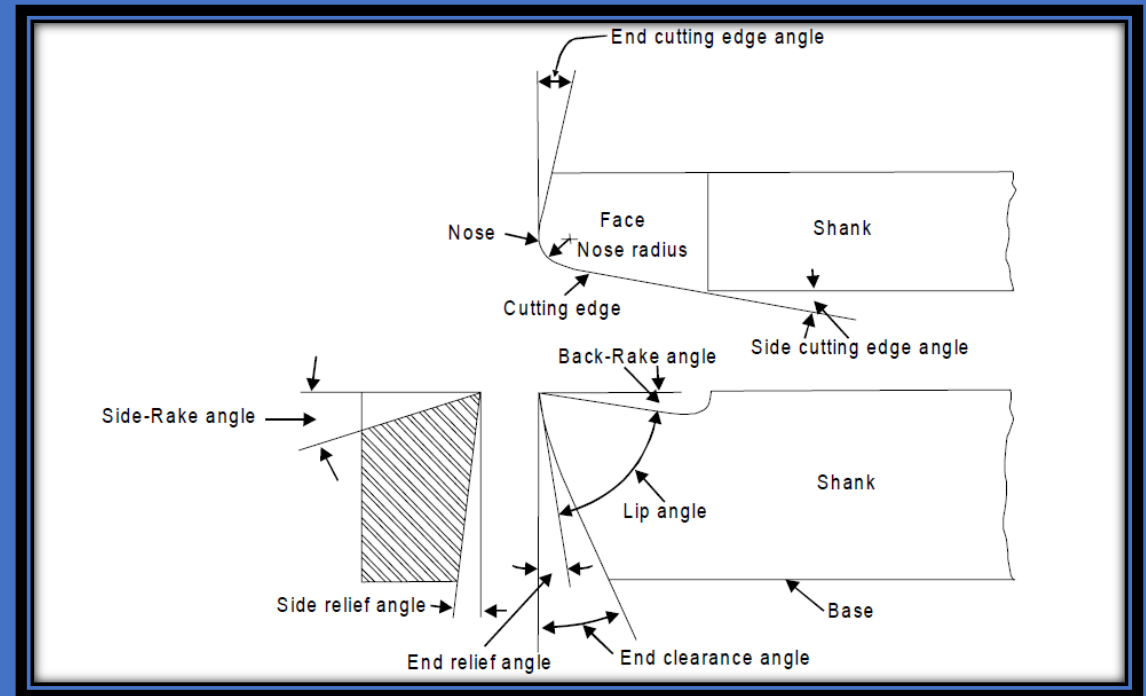 End cutting edge angle
Face
Shank
Nose
Nose radius
Cutting edge
Side cutting edge angle
Back-Rake angle
Side-Rake angle
Shank
Lip angle
Side relief angle
Base
End relief angle
End clearance angle